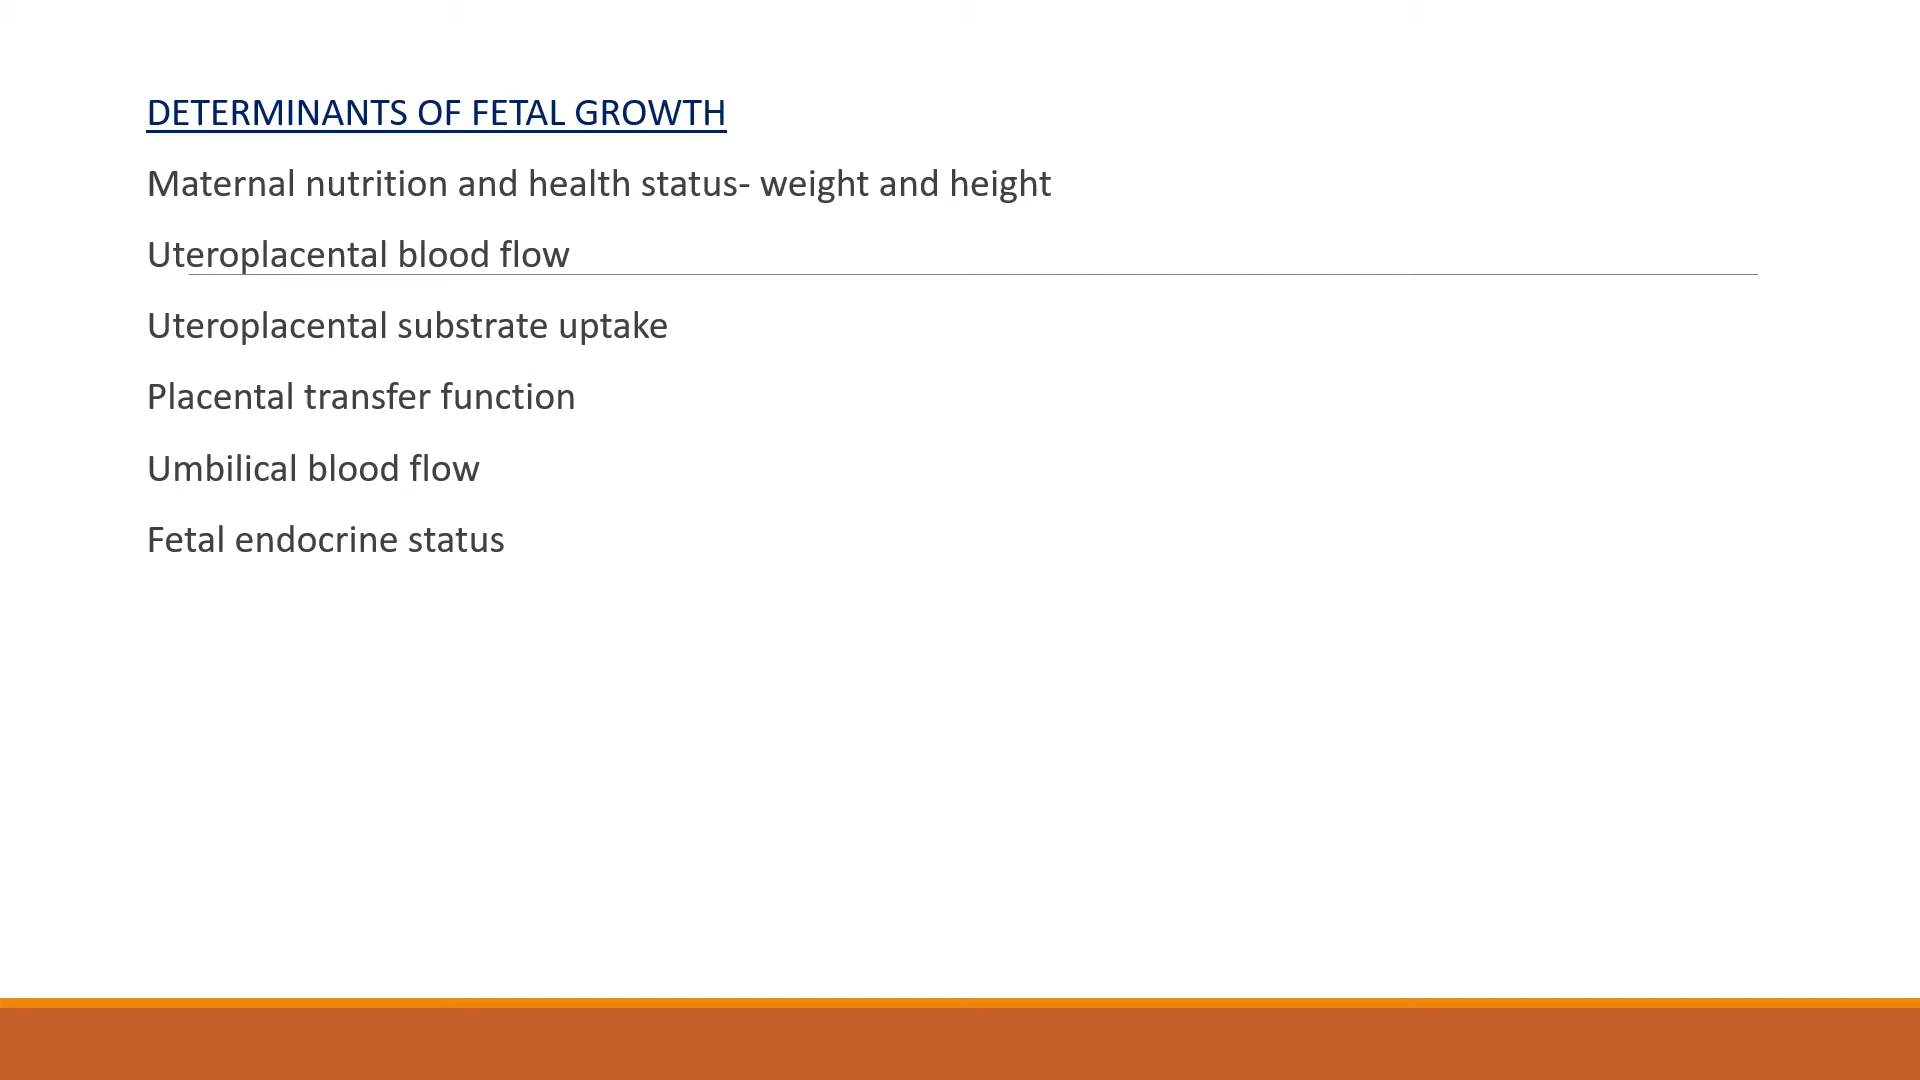 DETERMINANTS OF FETAL GROWTH
Maternal nutrition and health status- weight and height
Uteroplacental blood flow
Uteroplacental substrate uptake
Placental transfer function
Umbilical blood flow
Fetal endocrine status